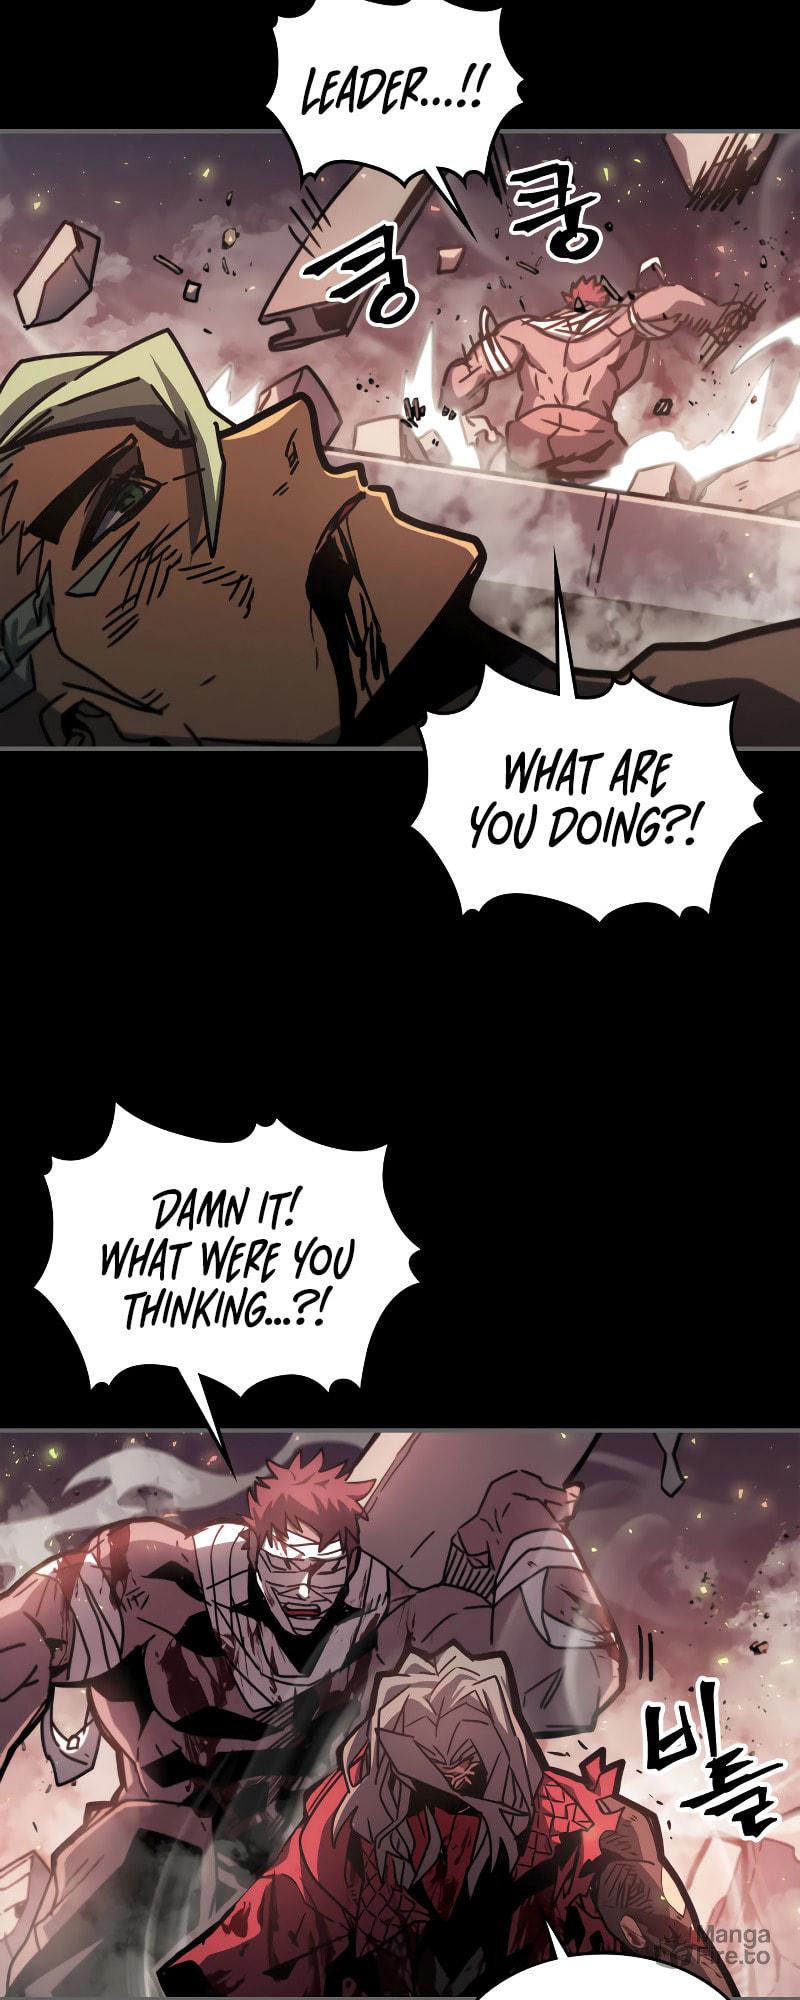 LEADER...!!
쿵
쿵
WHAT ARE
YOU DOING?!
DAMN IT!
WHAT WERE YOU
THINKING...?!
비틀
Manga
Fire.to